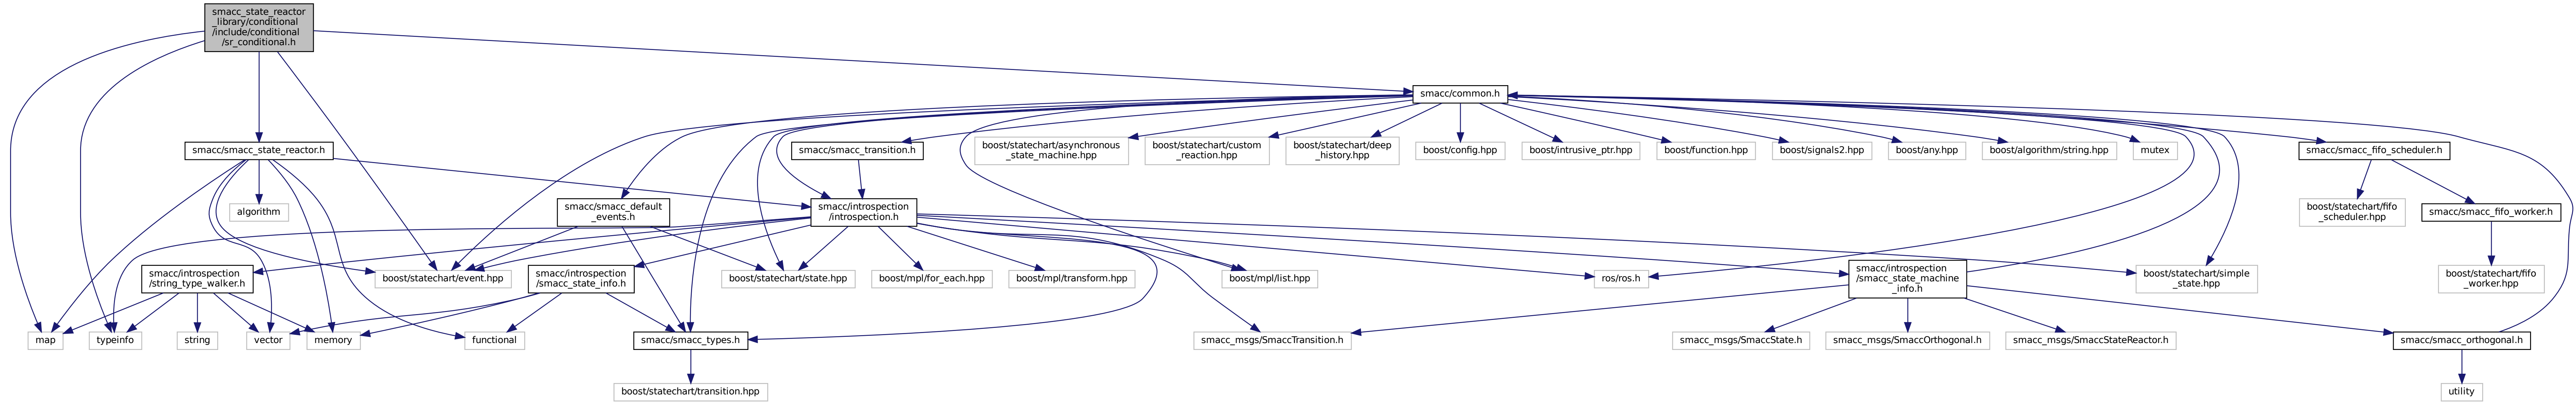 smacc_state_reactor
_library/conditional
/include/conditional
/sr_conditional.h
smacc/common.h
smacc/smacc_state_reactor.h
smacc/smacc_transition.h
boost/statechart/asynchronous
_state_machine.hpp
boost/statechart/custom
_reaction.hpp
boost/statechart/deep
_history.hpp
boost/config.hpp
boost/intrusive_ptr.hpp
boost/function.hpp
boost/signals2.hpp
boost/any.hpp
boost/algorithm/string.hpp
mutex
smacc/smacc_fifo_scheduler.h
algorithm
smacc/smacc_default
_events.h
smacc/introspection
/introspection.h
boost/statechart/fifo
_scheduler.hpp
smacc/smacc_fifo_worker.h
smacc/introspection
/string_type_walker.h
boost/statechart/event.hpp
smacc/introspection
/smacc_state_info.h
boost/statechart/state.hpp
boost/mpl/for_each.hpp
boost/mpl/transform.hpp
boost/mpl/list.hpp
ros/ros.h
smacc/introspection
/smacc_state_machine
_info.h
boost/statechart/simple
_state.hpp
boost/statechart/fifo
_worker.hpp
map
typeinfo
string
vector
memory
functional
smacc/smacc_types.h
smacc_msgs/SmaccTransition.h
smacc_msgs/SmaccState.h
smacc_msgs/SmaccOrthogonal.h
smacc_msgs/SmaccStateReactor.h
smacc/smacc_orthogonal.h
boost/statechart/transition.hpp
utility